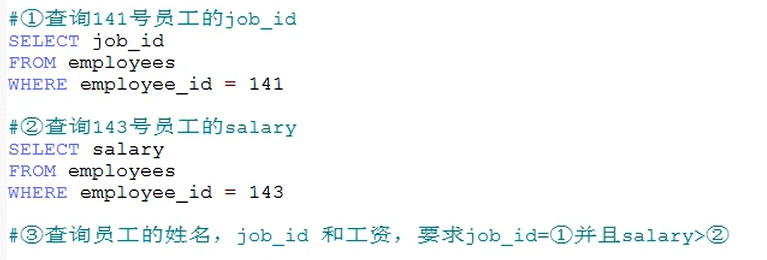 #①查询141号员工的job_id
SELECT job_id
FROM employees
WHERE employee_id = 141
#②查询143号员工的salary
SELECT salary
FROM employees
WHERE employee_id = 143
#③查询员工的姓名，job_id 和工资，要求job_id=①并且salary>②